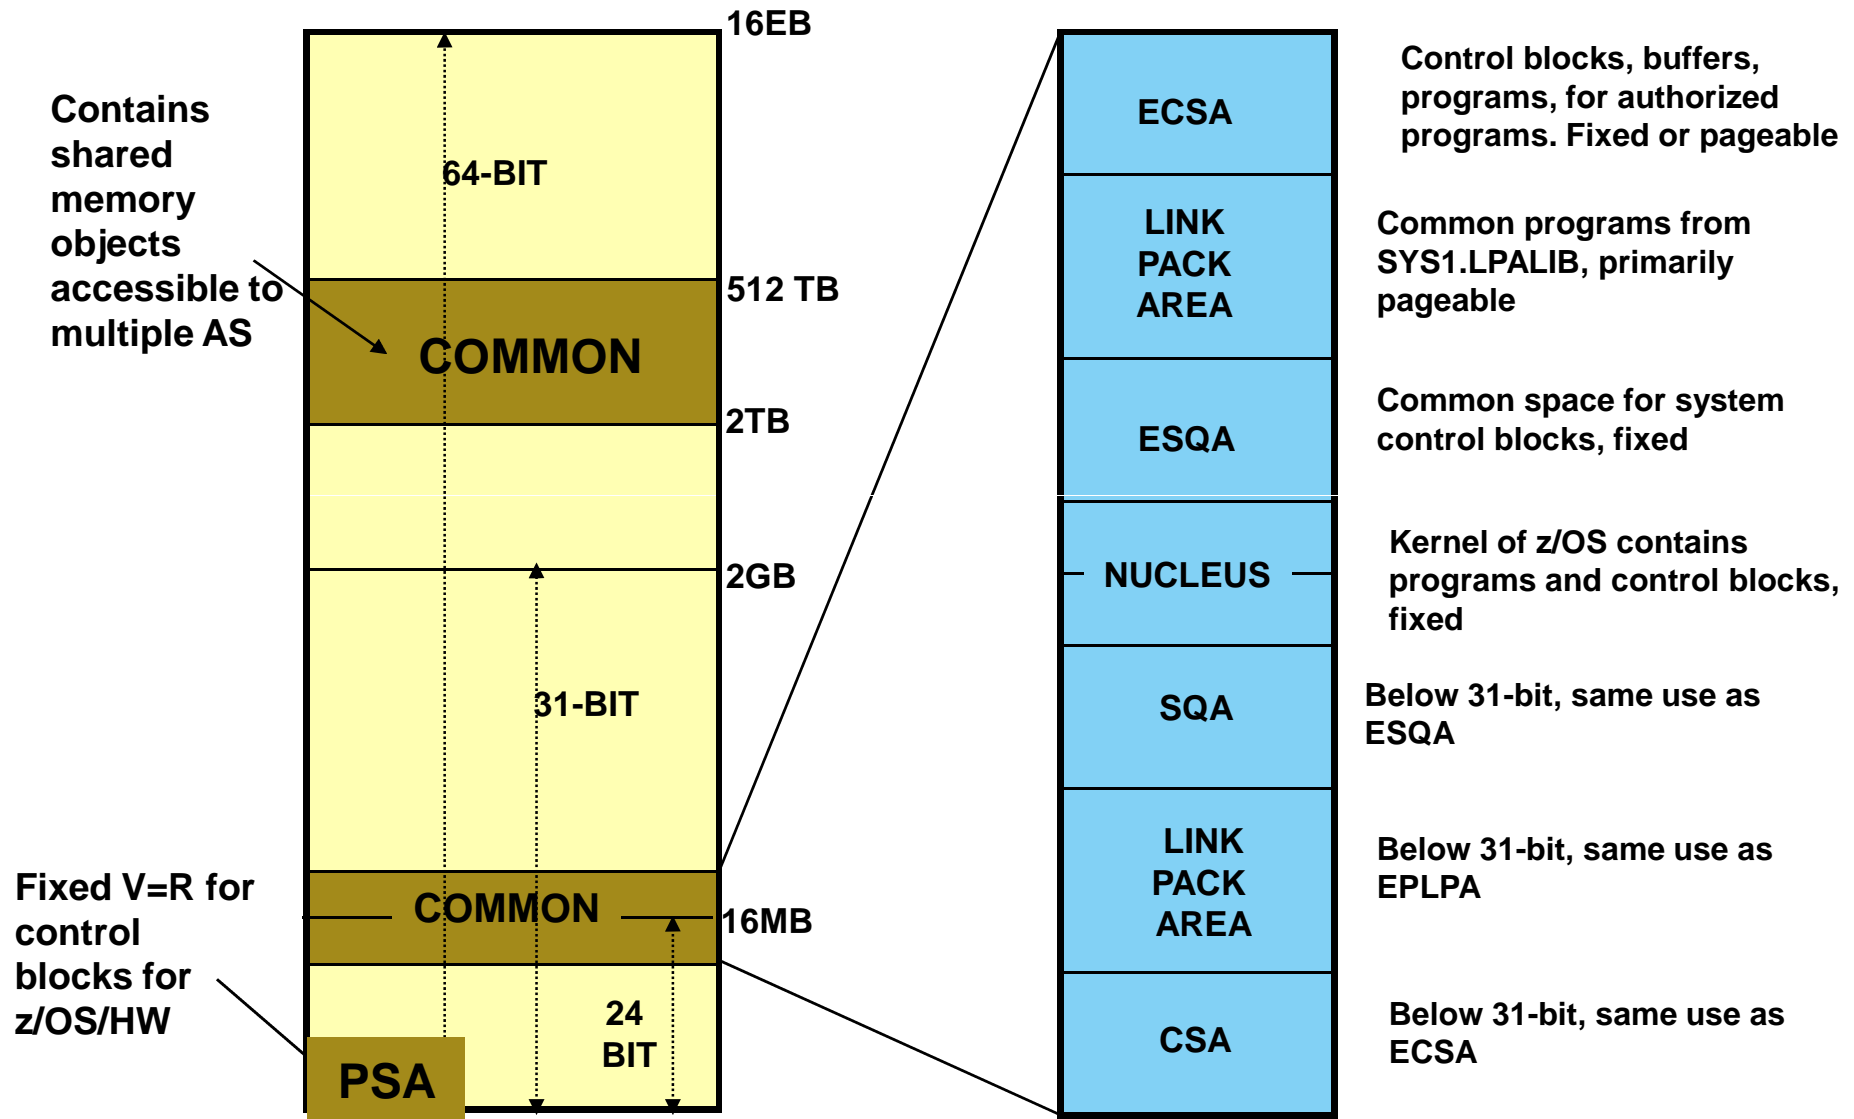 16EB
Contains
shared
memory
objects
accessible to
multiple AS
64-BIT
512 TB
COMMON
2TB
2GB
31-BIT
Fixed V=R for
control
blocks for
z/OS/HW
COMMON
16MB
24
BIT
PSA
ECSA
Control blocks, buffers,
programs, for authorized
programs. Fixed or pageable
LINK
PACK
AREA
Common programs from
SYS1.LPALIB, primarily
pageable
ESQA
Common space for system
control blocks, fixed
NUCLEUS
Kernel of z/OS contains
programs and control blocks,
fixed
SQA
Below 31-bit, same use as
ESQA
LINK
PACK
AREA
Below 31-bit, same use as
EPLPA
CSA
Below 31-bit, same use as
ECSA